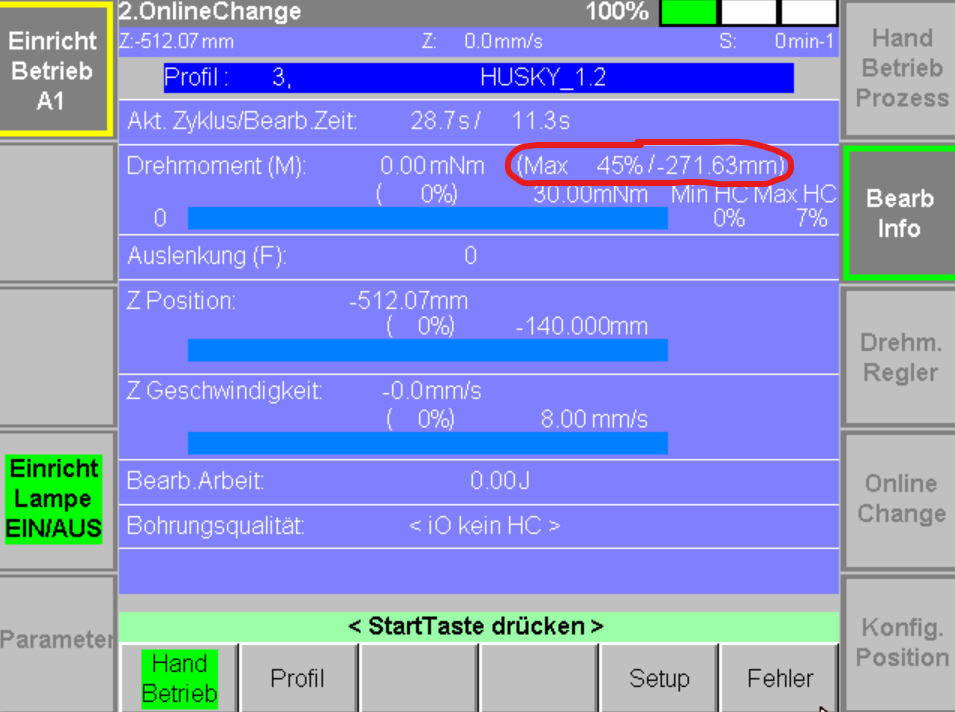 2.OnlineChange 100%
Z:-512.07 mm Z: 0.0mm/s S: 0min-1
Profil : 3, HUSKY_1.2
Akt. Zyklus/Bearb.Zeit: 28.7s/ 11.3s
Drehmoment (M): 0.00mNm (Max 45%/-271.63mm)
( 0%) 30.00mNm Min HC Max HC
0 0% 7%
Auslenkung (F): 0
Z Position: -512.07mm
( 0%) -140.000mm
Z Geschwindigkeit: -0.0mm/s
( 0%) 8.00mm/s
Bearb.Arbeit: 0.00J
Bohrungsqualität: < iO kein HC >
< StartTaste drücken >
Einricht
Betrieb
A1
Einricht
Lampe
EIN/AUS
Parameter
Hand
Betrieb
Prozess
Bearb
Info
Drehm.
Regler
Online
Change
Konfig.
Position
Hand
Betrieb
Profil
Setup
Fehler